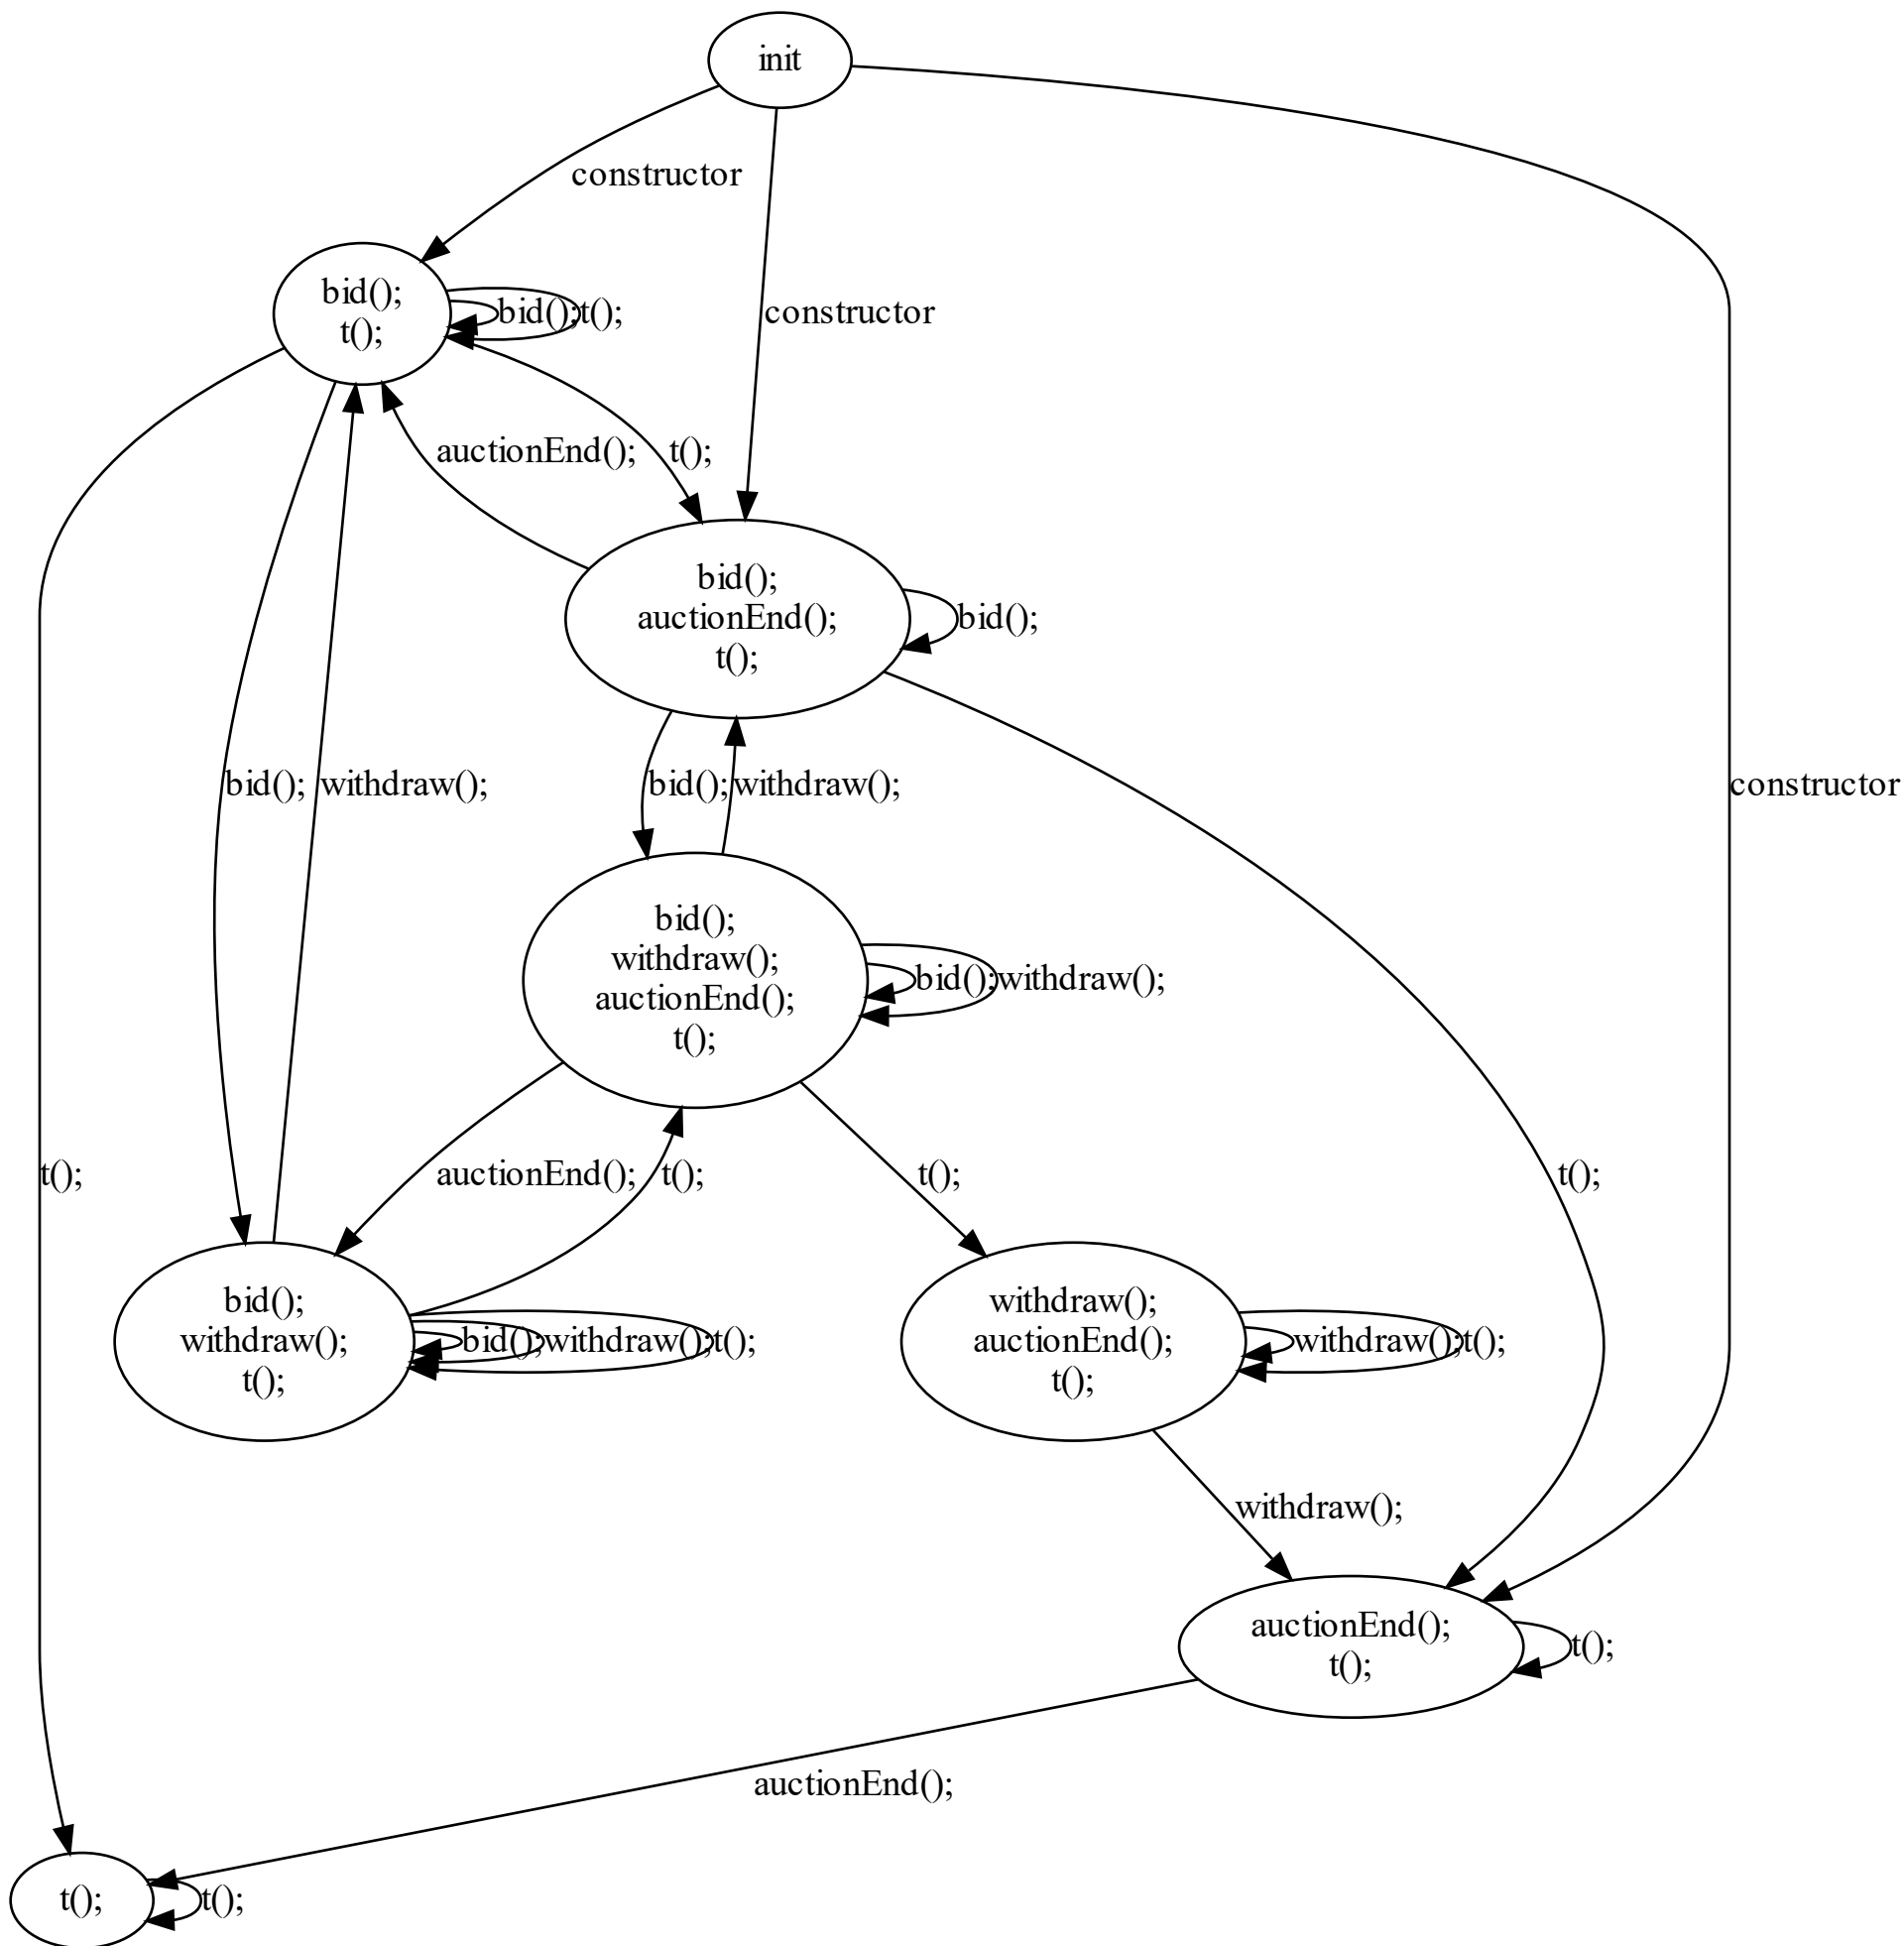 init
constructor
bid();
t();
bid();
t();
constructor
auctionEnd();
t();
bid();
auctionEnd();
t();
bid();
bid();
withdraw();
bid();
withdraw();
constructor
bid();
withdraw();
auctionEnd();
t();
bid();
withdraw();
t();
auctionEnd();
t();
t();
t();
bid();
withdraw();
t();
bid();
withdraw();
t();
withdraw();
auctionEnd();
t();
withdraw();
t();
withdraw();
auctionEnd();
t();
t();
auctionEnd();
t();
t();